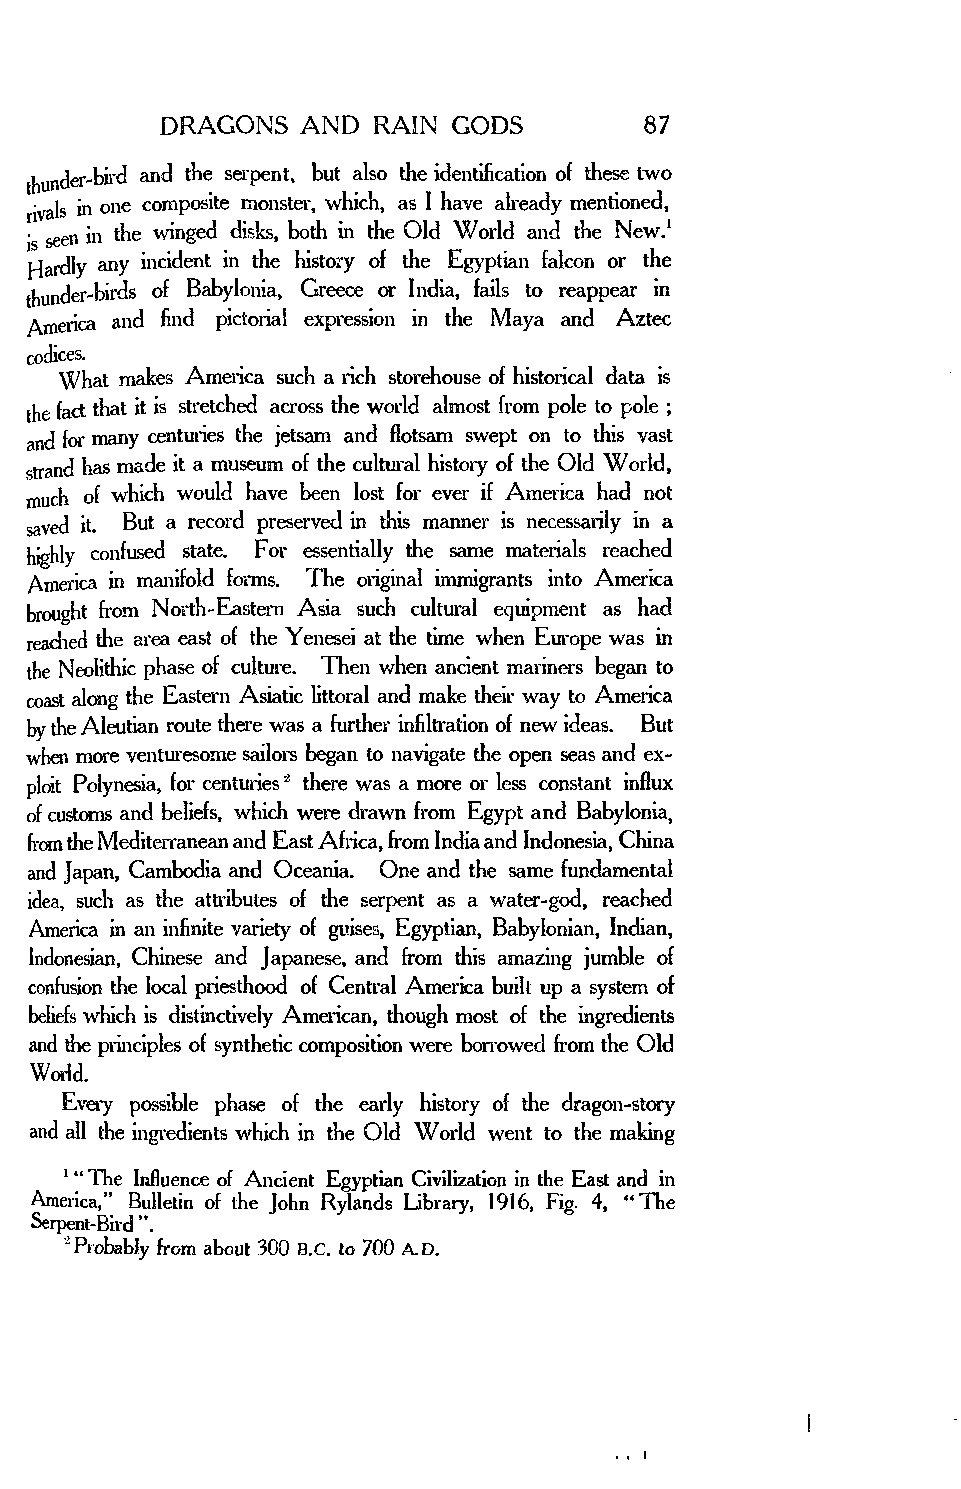 DRAGONS AND RAIN GODS 87
thunder-bird and the serpent, but also the identification of these two
rivals in one composite monster, which, as I have already mentioned,
is seen in the winged disks, both in the Old World and the New.¹
Hardly any incident in the history of the Egyptian falcon or the
thunder-birds of Babylonia, Greece or India, fails to reappear in
America and find pictorial expression in the Maya and Aztec
codices.
What makes America such a rich storehouse of historical data is
the fact that it is stretched across the world almost from pole to pole ;
and for many centuries the jetsam and flotsam swept on to this vast
strand has made it a museum of the cultural history of the Old World,
much of which would have been lost for ever if America had not
saved it. But a record preserved in this manner is necessarily in a
highly confused state. For essentially the same materials reached
America in manifold forms. The original immigrants into America
brought from North-Eastern Asia such cultural equipment as had
reached the area east of the Yenesei at the time when Europe was in
the Neolithic phase of culture. Then when ancient mariners began to
coast along the Eastern Asiatic littoral and make their way to America
by the Aleutian route there was a further infiltration of new ideas. But
when more venturesome sailors began to navigate the open seas and ex-
ploit Polynesia, for centuries ² there was a more or less constant influx
of customs and beliefs, which were drawn from Egypt and Babylonia,
from the Mediterranean and East Africa, from India and Indonesia, China
and Japan, Cambodia and Oceania. One and the same fundamental
idea, such as the attributes of the serpent as a water-god, reached
America in an infinite variety of guises, Egyptian, Babylonian, Indian,
Indonesian, Chinese and Japanese, and from this amazing jumble of
confusion the local priesthood of Central America built up a system of
beliefs which is distinctively American, though most of the ingredients
and the principles of synthetic composition were borrowed from the Old
World.
Every possible phase of the early history of the dragon-story
and all the ingredients which in the Old World went to the making
¹ “ The Influence of Ancient Egyptian Civilization in the East and in
America,” Bulletin of the John Rylands Library, 1916, Fig. 4, “ The
Serpent-Bird ”.
² Probably from about 300 B.C. to 700 A.D.